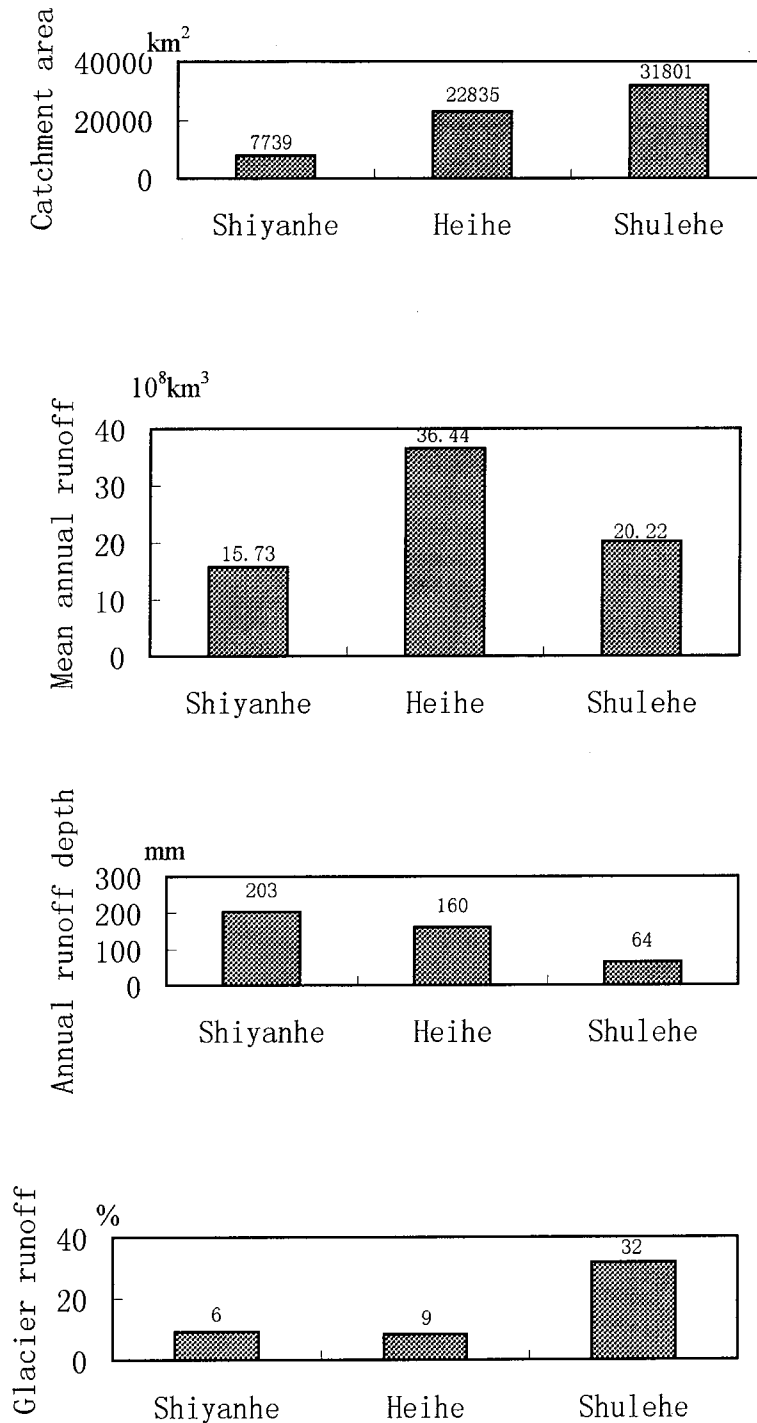 km²
Catchment area
40000
7739
22835
31801
20000
0
Shiyanhe Heihe Shulehe
10⁸km³
Mean annual runoff
40
15.73
36.44
20.22
30
20
10
0
Shiyanhe Heihe Shulehe
mm
Annual runoff depth
300
203
160
64
200
100
0
Shiyanhe Heihe Shulehe
%
Glacier runoff
40
6
9
32
20
0
Shiyanhe Heihe Shulehe